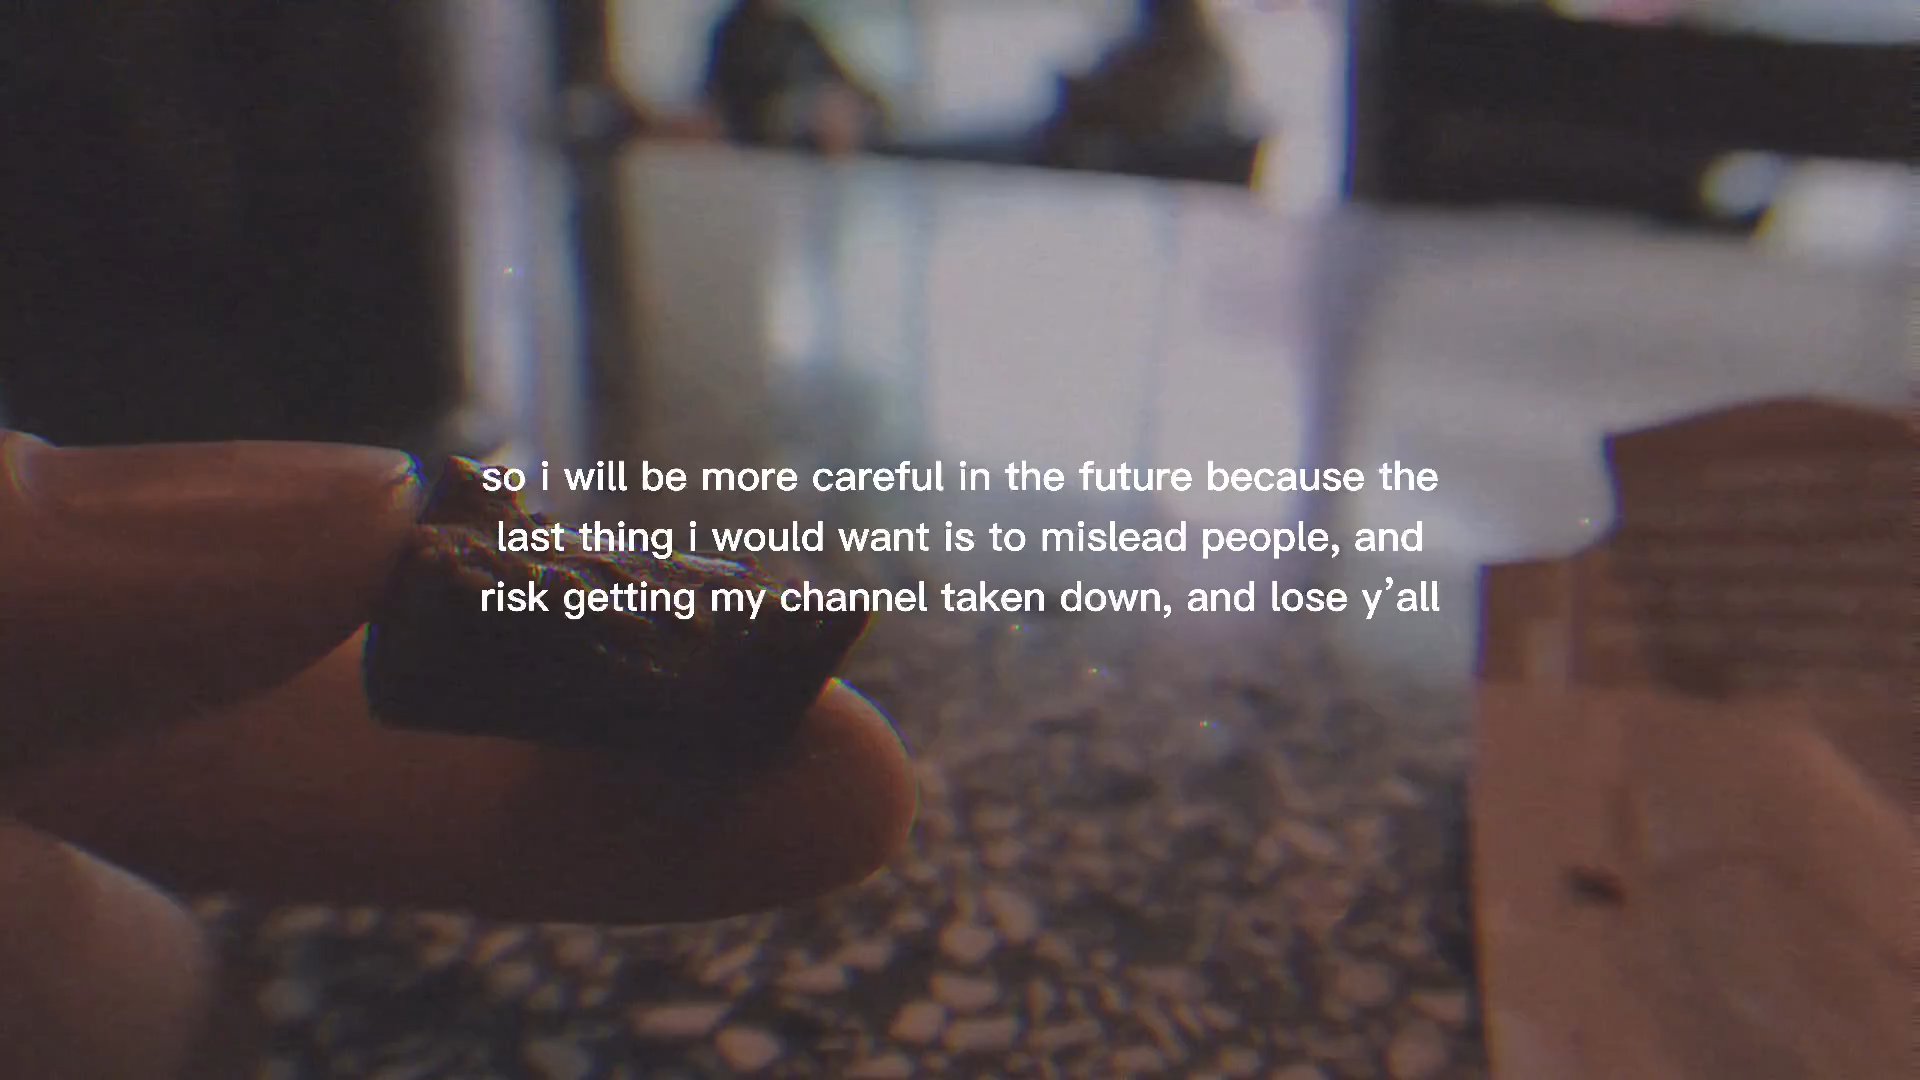 so i will be more careful in the future because the
last thing i would want is to mislead people, and
risk getting my channel taken down, and lose y’all